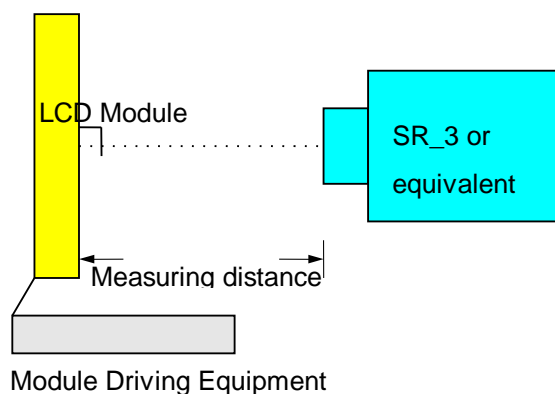 LCD Module
SR_3 or
equivalent
Measuring distance
Module Driving Equipment